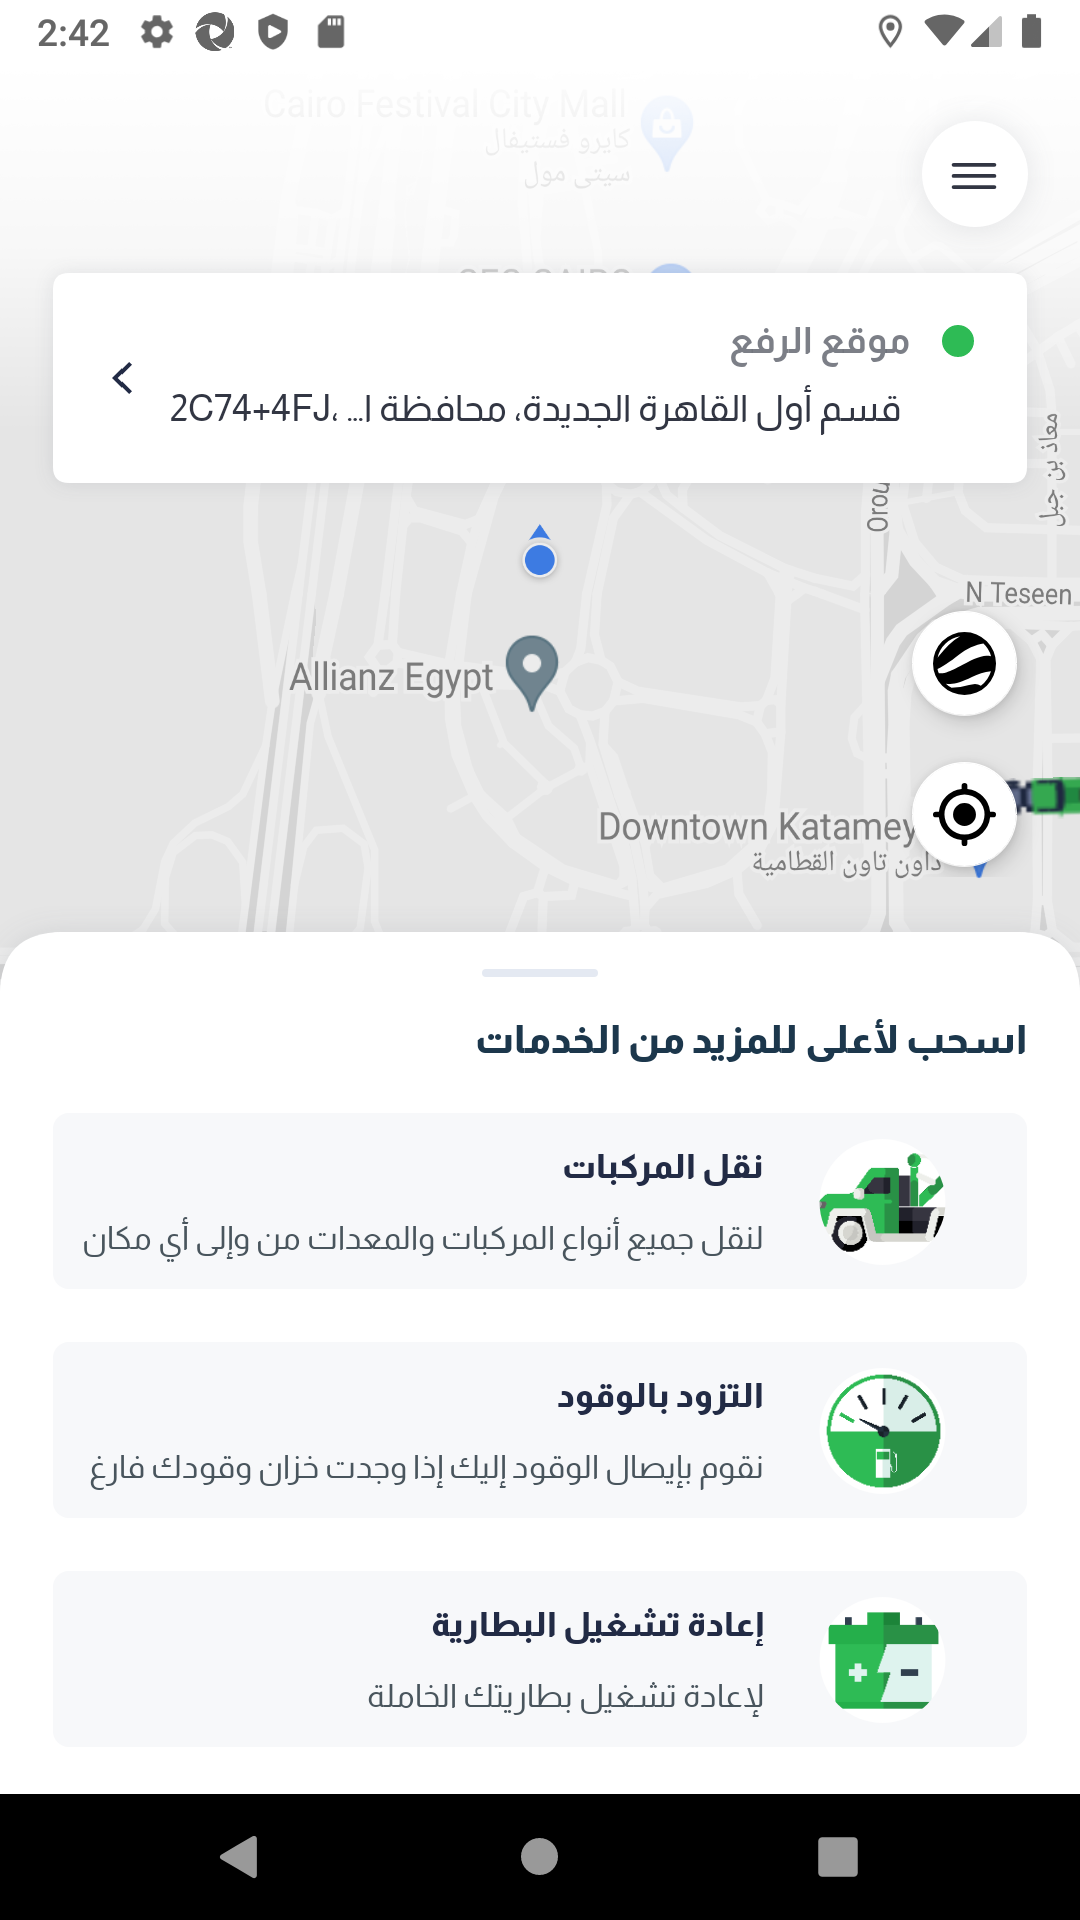 2:42
Cairo Festival City Mall
كايرو فستيفال
سيتي مول
موقع الرفع
2C74+4FJ، قسم أول القاهرة الجديدة، محافظة ا...
معاذ بن جبل
Orou
N Teseen
Allianz Egypt
Downtown Katamey
داون تاون القطامية
اسحب لأعلى للمزيد من الخدمات
نقل المركبات
لنقل جميع أنواع المركبات والمعدات من وإلى أي مكان
التزود بالوقود
نقوم بإيصال الوقود إليك إذا وجدت خزان وقودك فارغ
إعادة تشغيل البطارية
لإعادة تشغيل بطاريتك الخاملة